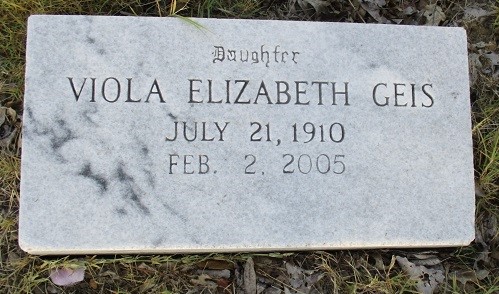 Daughter
VIOLA ELIZABETH GEIS
JULY 21, 1910
FEB. 2, 2005